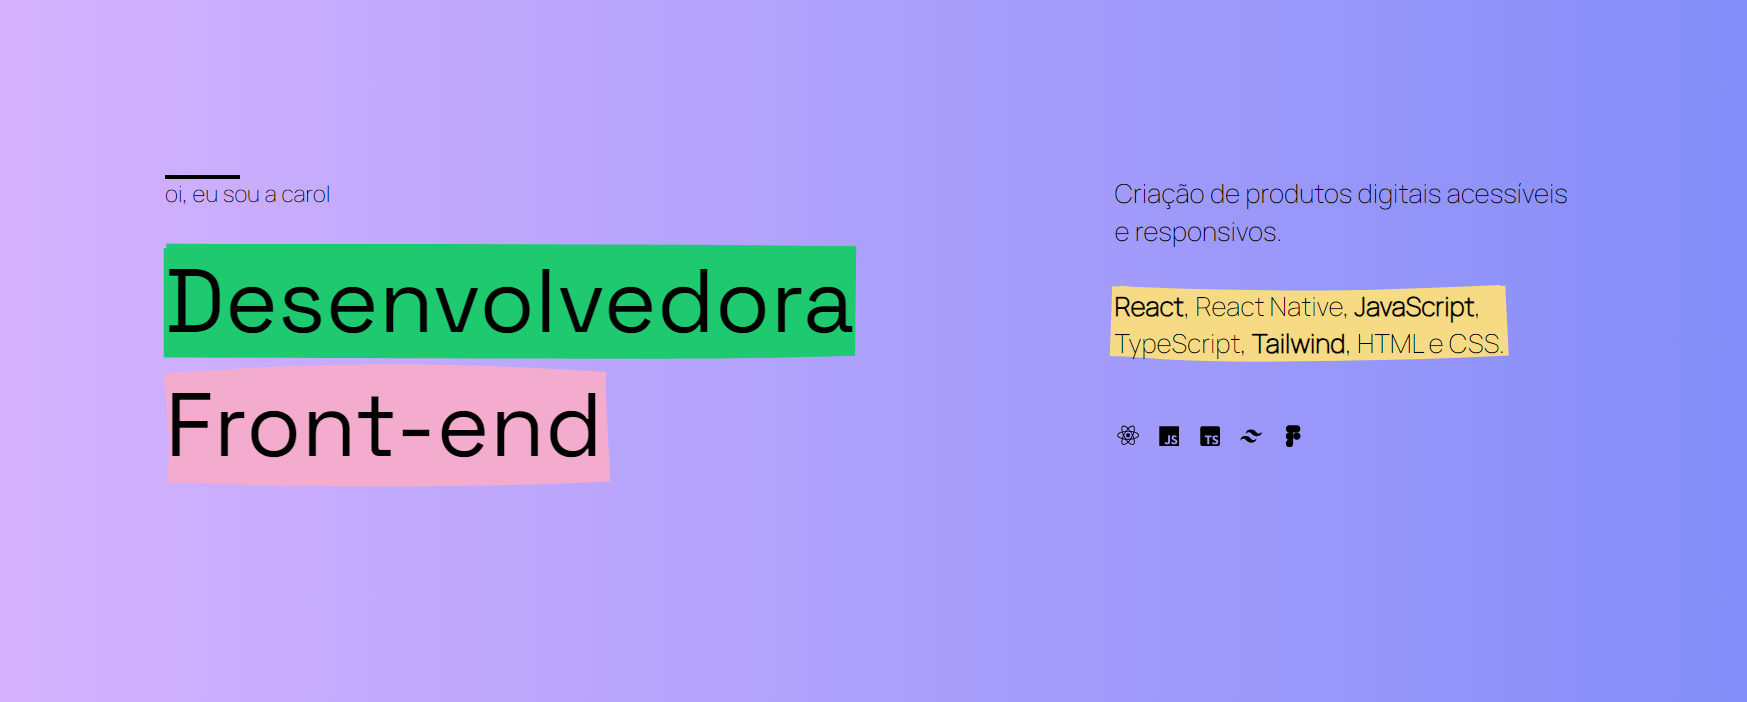 oi, eu sou a carol
Desenvolvedora
Front-end
Criação de produtos digitais acessíveis
e responsivos.
React, React Native, JavaScript,
TypeScript, Tailwind, HTML e CSS.
JS TS